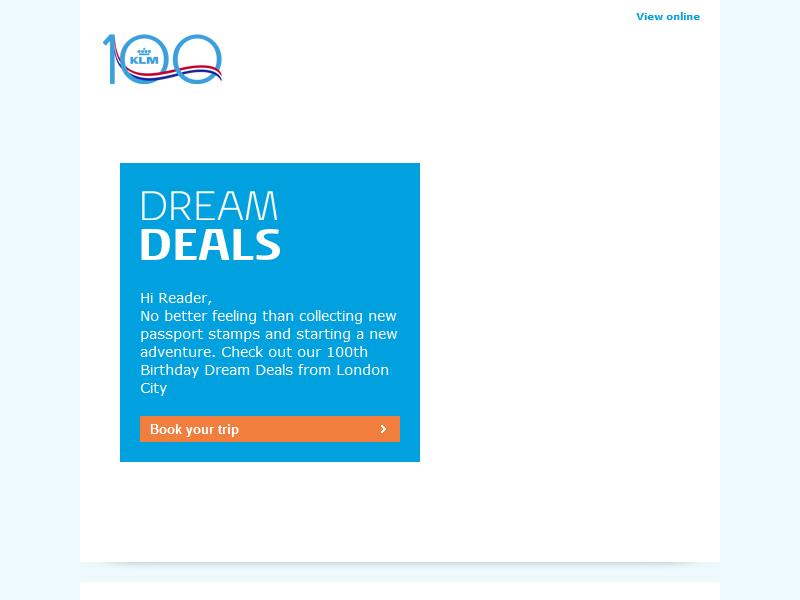 View online
100
KLM
DREAM
DEALS
Hi Reader,
No better feeling than collecting new
passport stamps and starting a new
adventure. Check out our 100th
Birthday Dream Deals from London
City
Book your trip